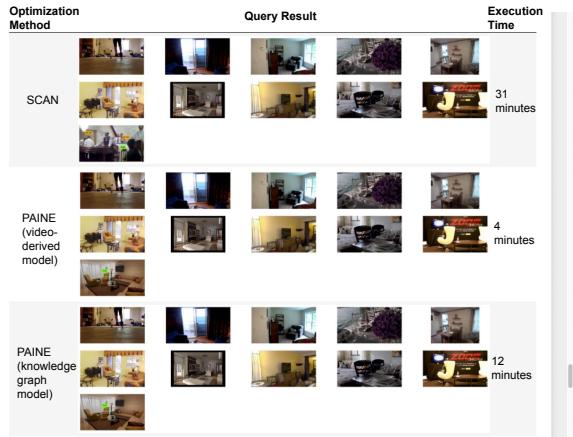 Optimization Method
Query Result
Execution Time
SCAN
31 minutes
PAINE (video-derived model)
4 minutes
PAINE (knowledge graph model)
12 minutes